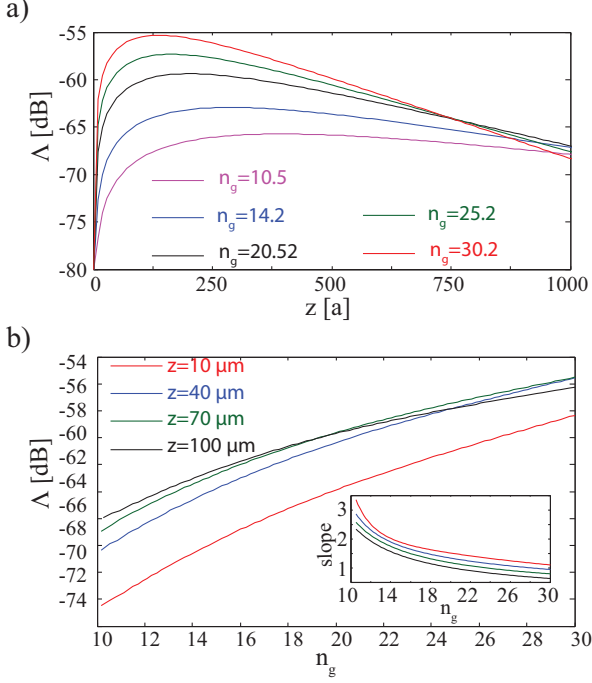 a)
-55
-60
-65
-70
-75
-80
Λ [dB]
n_g=10.5
n_g=14.2
n_g=20.52
n_g=25.2
n_g=30.2
0 250 500 750 1000
z [a]
b)
-54
-56
-58
-60
-62
-64
-66
-68
-70
-72
-74
Λ [dB]
z=10 µm
z=40 µm
z=70 µm
z=100 µm
3
2
1
slope
10 14 18 22 26 30
n_g
10 12 14 16 18 20 22 24 26 28 30
n_g